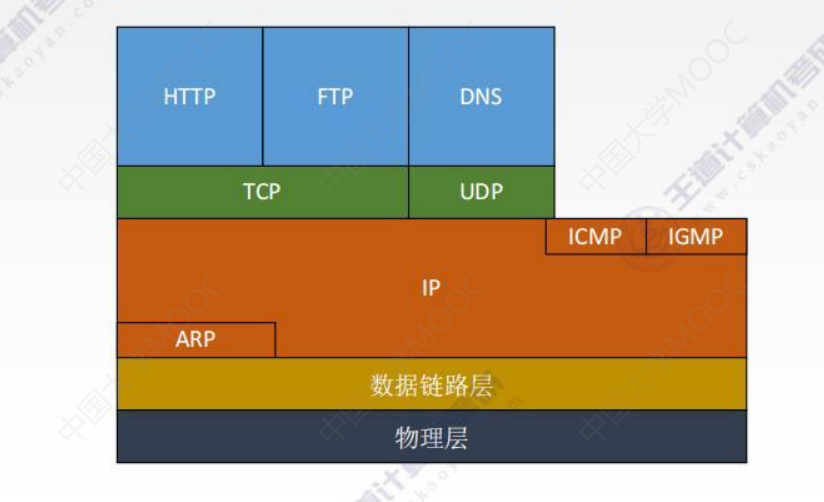 HTTP FTP DNS
TCP UDP
ICMP IGMP
IP
ARP
数据链路层
物理层
中国大学MOOC
王道计算机考研
www.cskaoyan.com